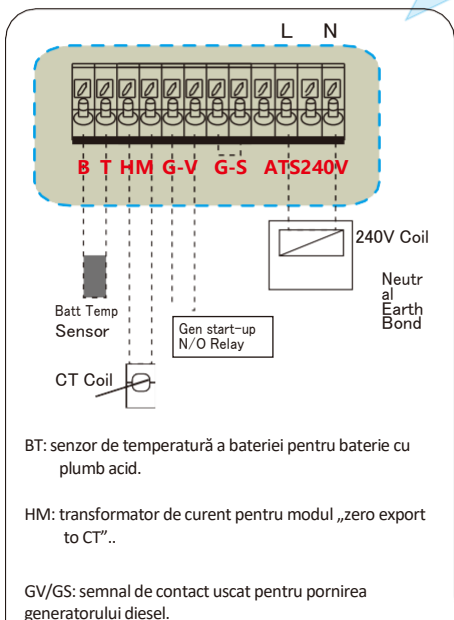 L N
B T HM G-V G-S ATS240V
240V Coil
Neutr
al
Earth
Bond
Batt Temp
Sensor
Gen start-up
N/O Relay
CT Coil
BT: senzor de temperatură a bateriei pentru baterie cu
plumb acid.
HM: transformator de curent pentru modul „zero export
to CT”..
GV/GS: semnal de contact uscat pentru pornirea
generatorului diesel.